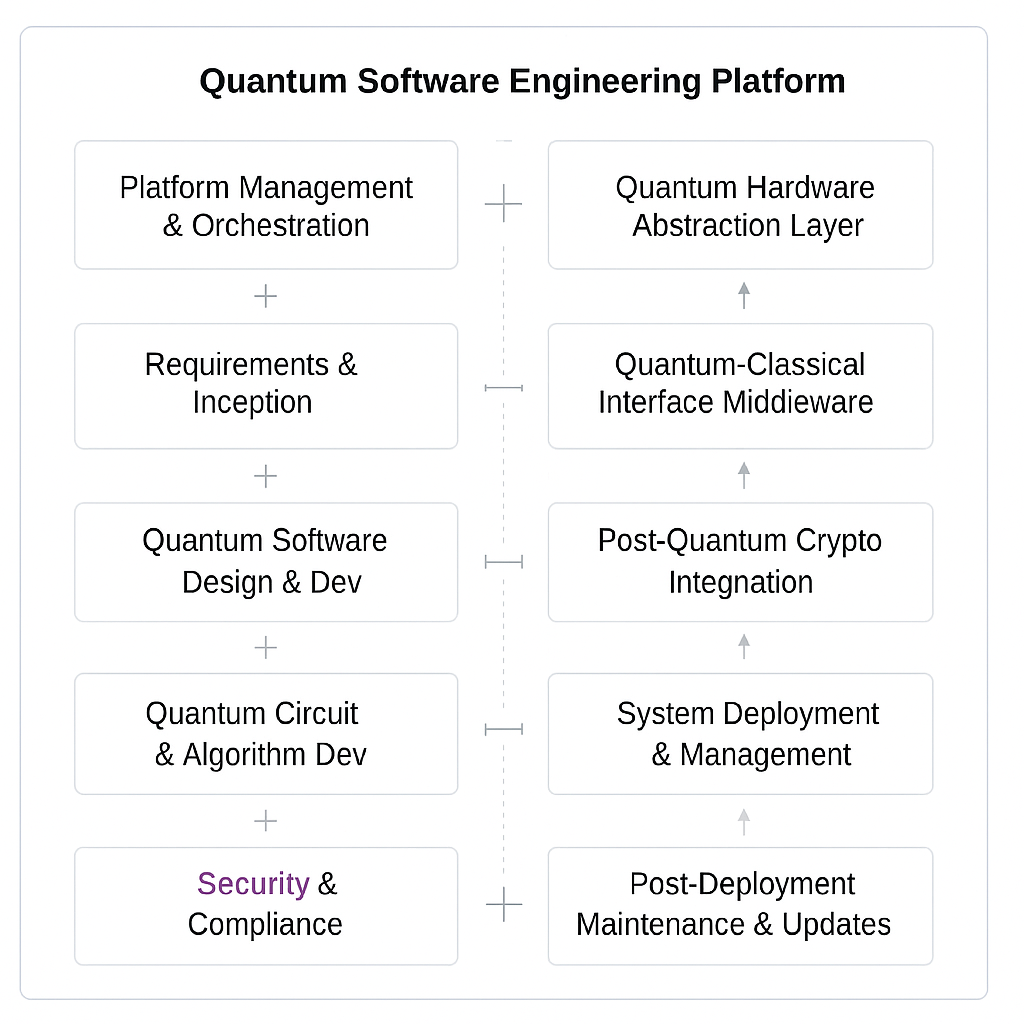 Quantum Software Engineering Platform
Platform Management
& Orchestration
Quantum Hardware
Abstraction Layer
Requirements &
Inception
Quantum-Classical
Interface Middieware
Quantum Software
Design & Dev
Post-Quantum Crypto
Integnation
Quantum Circuit
& Algorithm Dev
System Deployment
& Management
Security &
Compliance
Post-Deployment
Maintenance & Updates